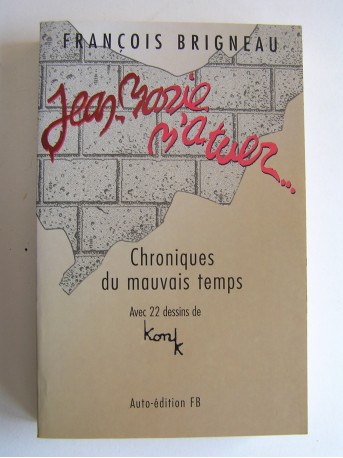 FRANÇOIS BRIGNEAU
Jean-Marie
m'a tuer...
Chroniques
du mauvais temps
Avec 22 dessins de
Konk
Auto-édition FB